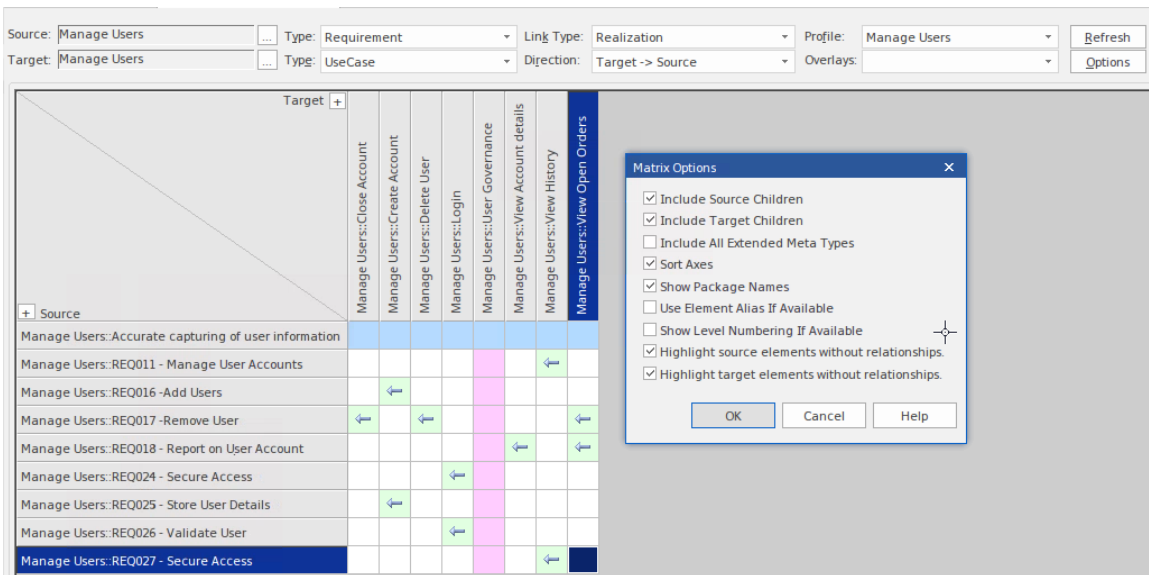 Source: Manage Users ... Type: Requirement Link Type: Realization Profile: Manage Users Refresh
Target: Manage Users ... Type: UseCase Direction: Target -> Source Overlays: Options
Target +
Manage Users::Close Account
Manage Users::Create Account
Manage Users::Delete User
Manage Users::Login
Manage Users::User Governance
Manage Users::View Account details
Manage Users::View History
Manage Users::View Open Orders
+ Source
Manage Users::Accurate capturing of user information
Manage Users::REQ011 - Manage User Accounts
Manage Users::REQ016 -Add Users
Manage Users::REQ017 -Remove User
Manage Users::REQ018 - Report on User Account
Manage Users::REQ024 - Secure Access
Manage Users::REQ025 - Store User Details
Manage Users::REQ026 - Validate User
Manage Users::REQ027 - Secure Access
Matrix Options
Include Source Children
Include Target Children
Include All Extended Meta Types
Sort Axes
Show Package Names
Use Element Alias If Available
Show Level Numbering If Available
Highlight source elements without relationships.
Highlight target elements without relationships.
OK Cancel Help